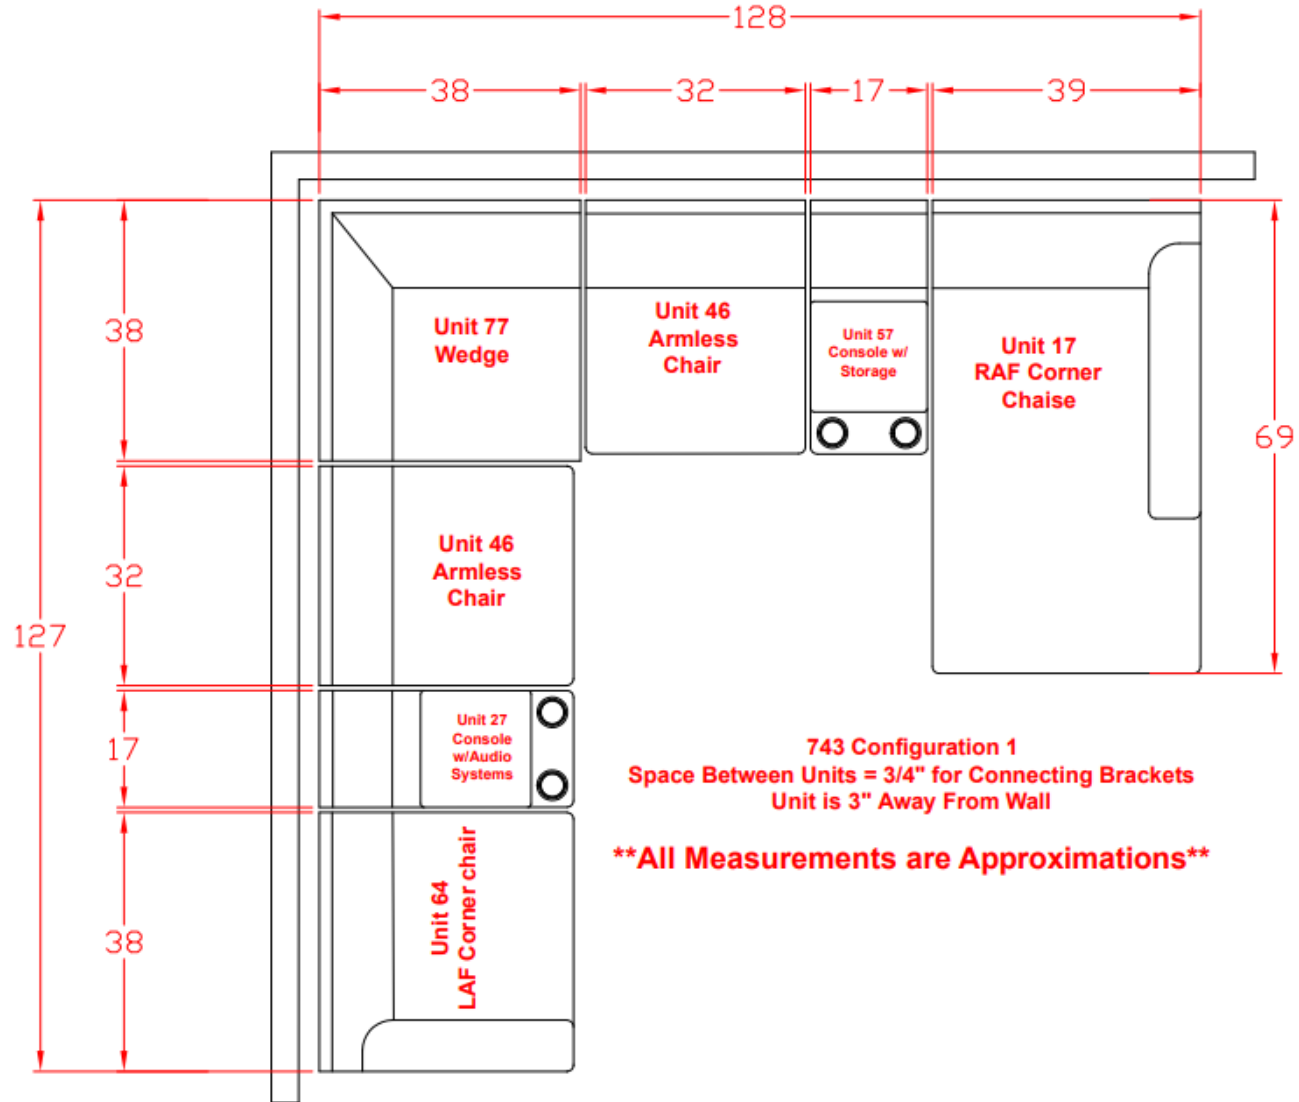 128
38 32 17 39
Unit 77
Wedge
Unit 46
Armless
Chair
Unit 57
Console w/
Storage
Unit 17
RAF Corner
Chaise
38
69
Unit 46
Armless
Chair
32
127
Unit 27
Console
w/Audio
Systems
17
743 Configuration 1
Space Between Units = 3/4" for Connecting Brackets
Unit is 3" Away From Wall
**All Measurements are Approximations**
Unit 64
LAF Corner chair
38